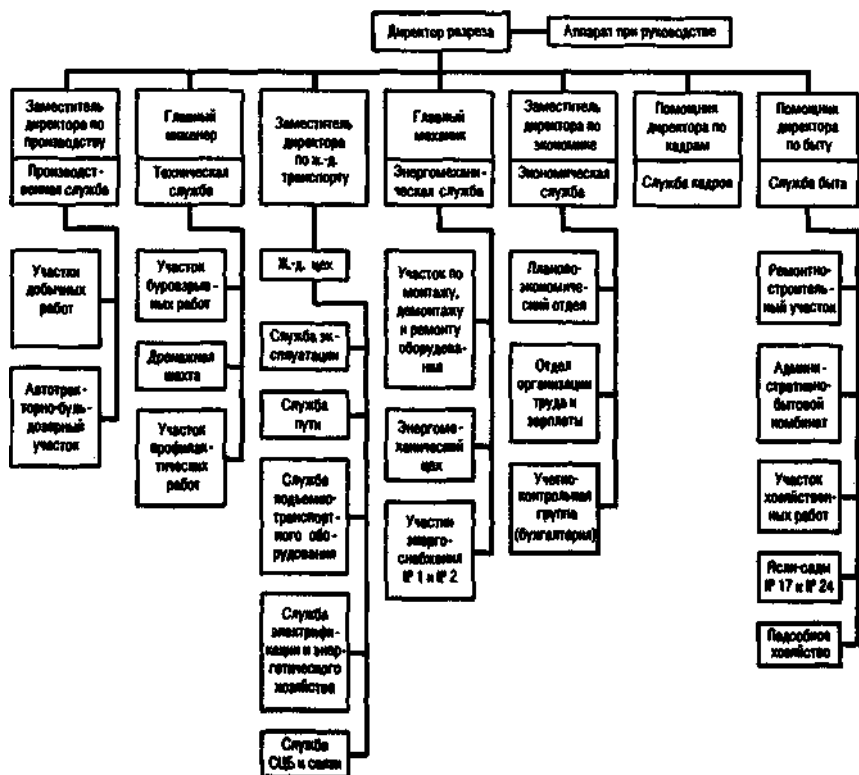 Директор разреза
Аппарат при руководстве
Заместитель
директора по
производству
Производст-
венная служба
Участки
добычных
работ
Автотрак-
торно-буль-
дозерный
участок
Главный
инженер
Техническая
служба
Участок
буровзрыв-
ных работ
Дренажная
шахта
Участок
профилак-
тических
работ
Заместитель
директора
по ж.-д.
транспорту
Ж.-д. цех
Служба эк-
сплуатации
Служба
пути
Служба
подъемно-
транспорт-
ного обо-
рудования
Служба
электрифи-
кации и энер-
гетического
хозяйства
Служба
СЦБ и связи
Главный
механик
Энергомехани-
ческая служба
Участок по
монтажу,
демонтажу
и ремонту
оборудова-
ния
Энергоме-
ханический
цех
Участки
энерго-
снабжения
№ 1 и № 2
Заместитель
директора по
экономике
Экономическая
служба
Планово-
экономиче-
ский отдел
Отдел
организации
труда и
зарплаты
Учетно-
контрольная
группа
(бухгалтерия)
Помощник
директора по
кадрам
Служба кадров
Помощник
директора
по быту
Служба быта
Ремонтно-
строитель-
ный участок
Админи-
стративно-
бытовой
комбинат
Участок
хозяйствен-
ных работ
Ясли-сады
№ 17 и № 24
Подсобное
хозяйство